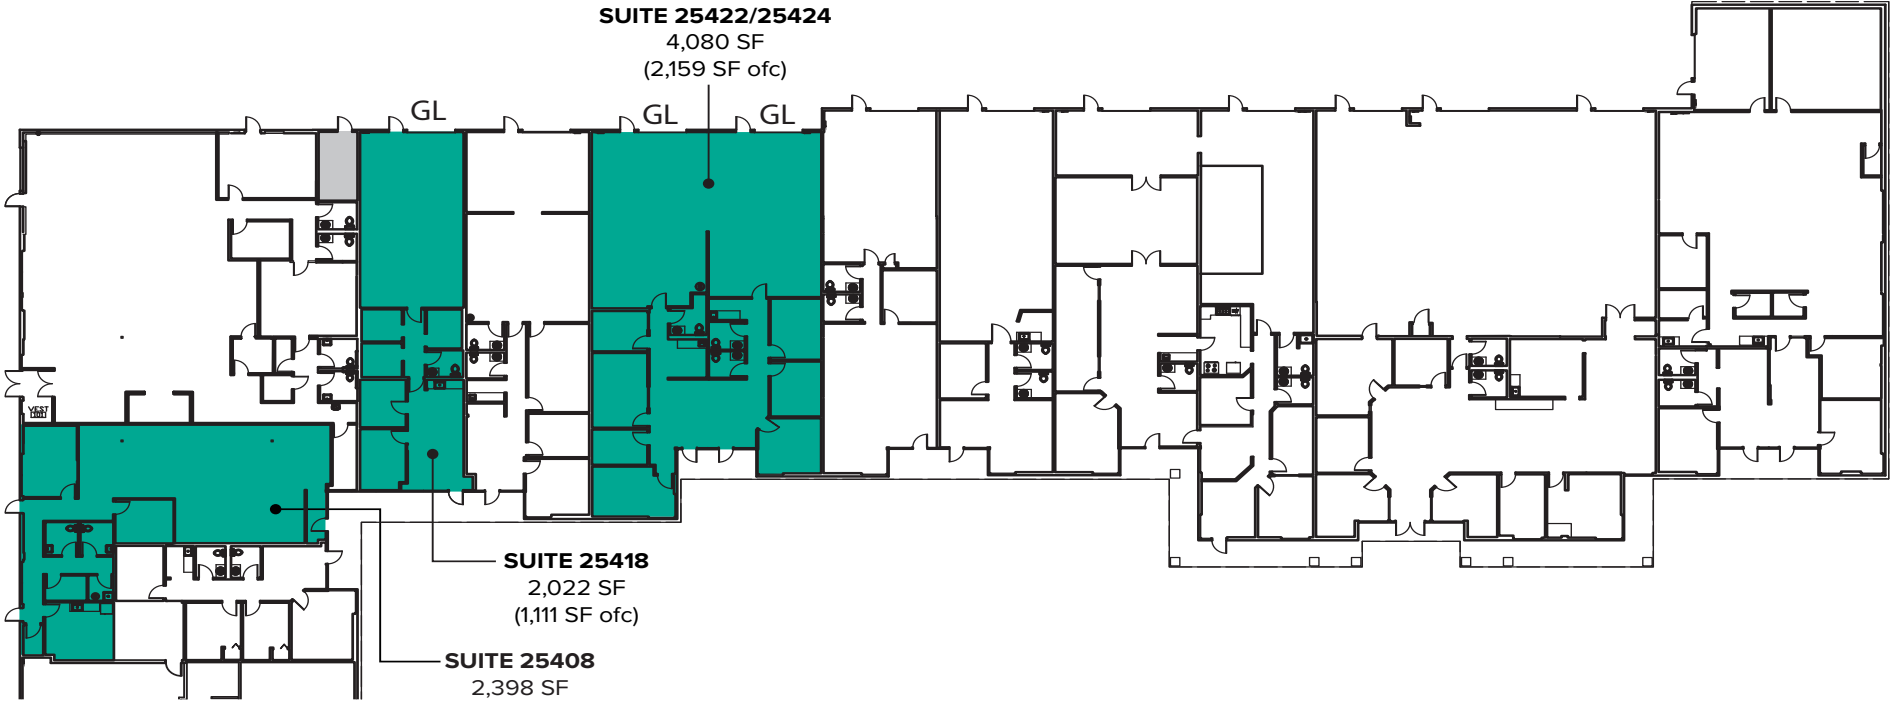 SUITE 25422/25424
4,080 SF
(2,159 SF ofc)
GL
GL
GL
VEST
SUITE 25418
2,022 SF
(1,111 SF ofc)
SUITE 25408
2,398 SF